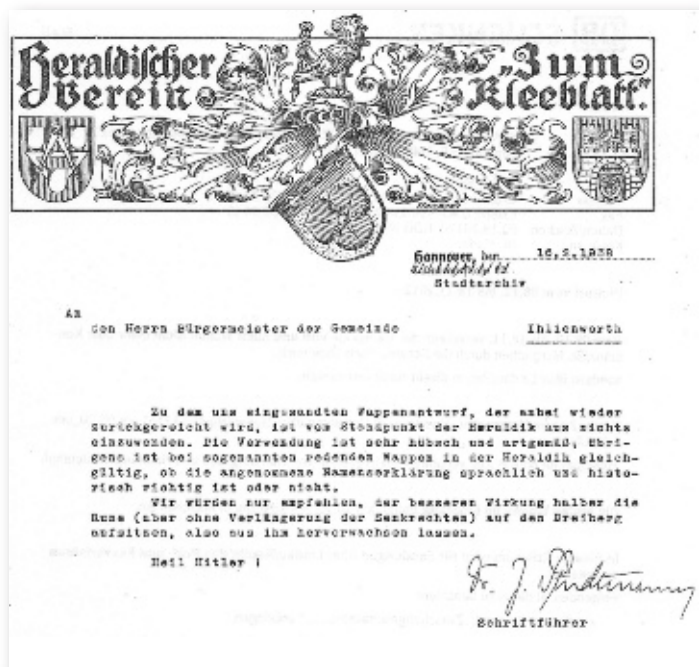 Heraldischer Verein „Zum Kleeblatt."
Hannover, den 16.2.1939
Stadtarchiv
An
den Herrn Bürgermeister der Gemeinde Ihlienworth
Zu dem uns eingesandten Wappenentwurf, der anbei wieder
zurückgereicht wird, ist vom Standpunkt der Heraldik aus nichts
einzuwenden. Die Verwendung ist sehr hübsch und artgemäß. Übri-
gens ist bei sogenannten redenden Wappen in der Heraldik gleich-
gültig, ob die angenommene Namenserklärung sprachlich und histo-
risch richtig ist oder nicht.
Wir würden nur empfehlen, der besseren Wirkung halber die
Rune (aber ohne Verlängerung der Senkrechten) auf den Dreiberg
aufsitzen, also aus ihm hervorwachsen lassen.
Heil Hitler !
Dr. J.
Schriftführer